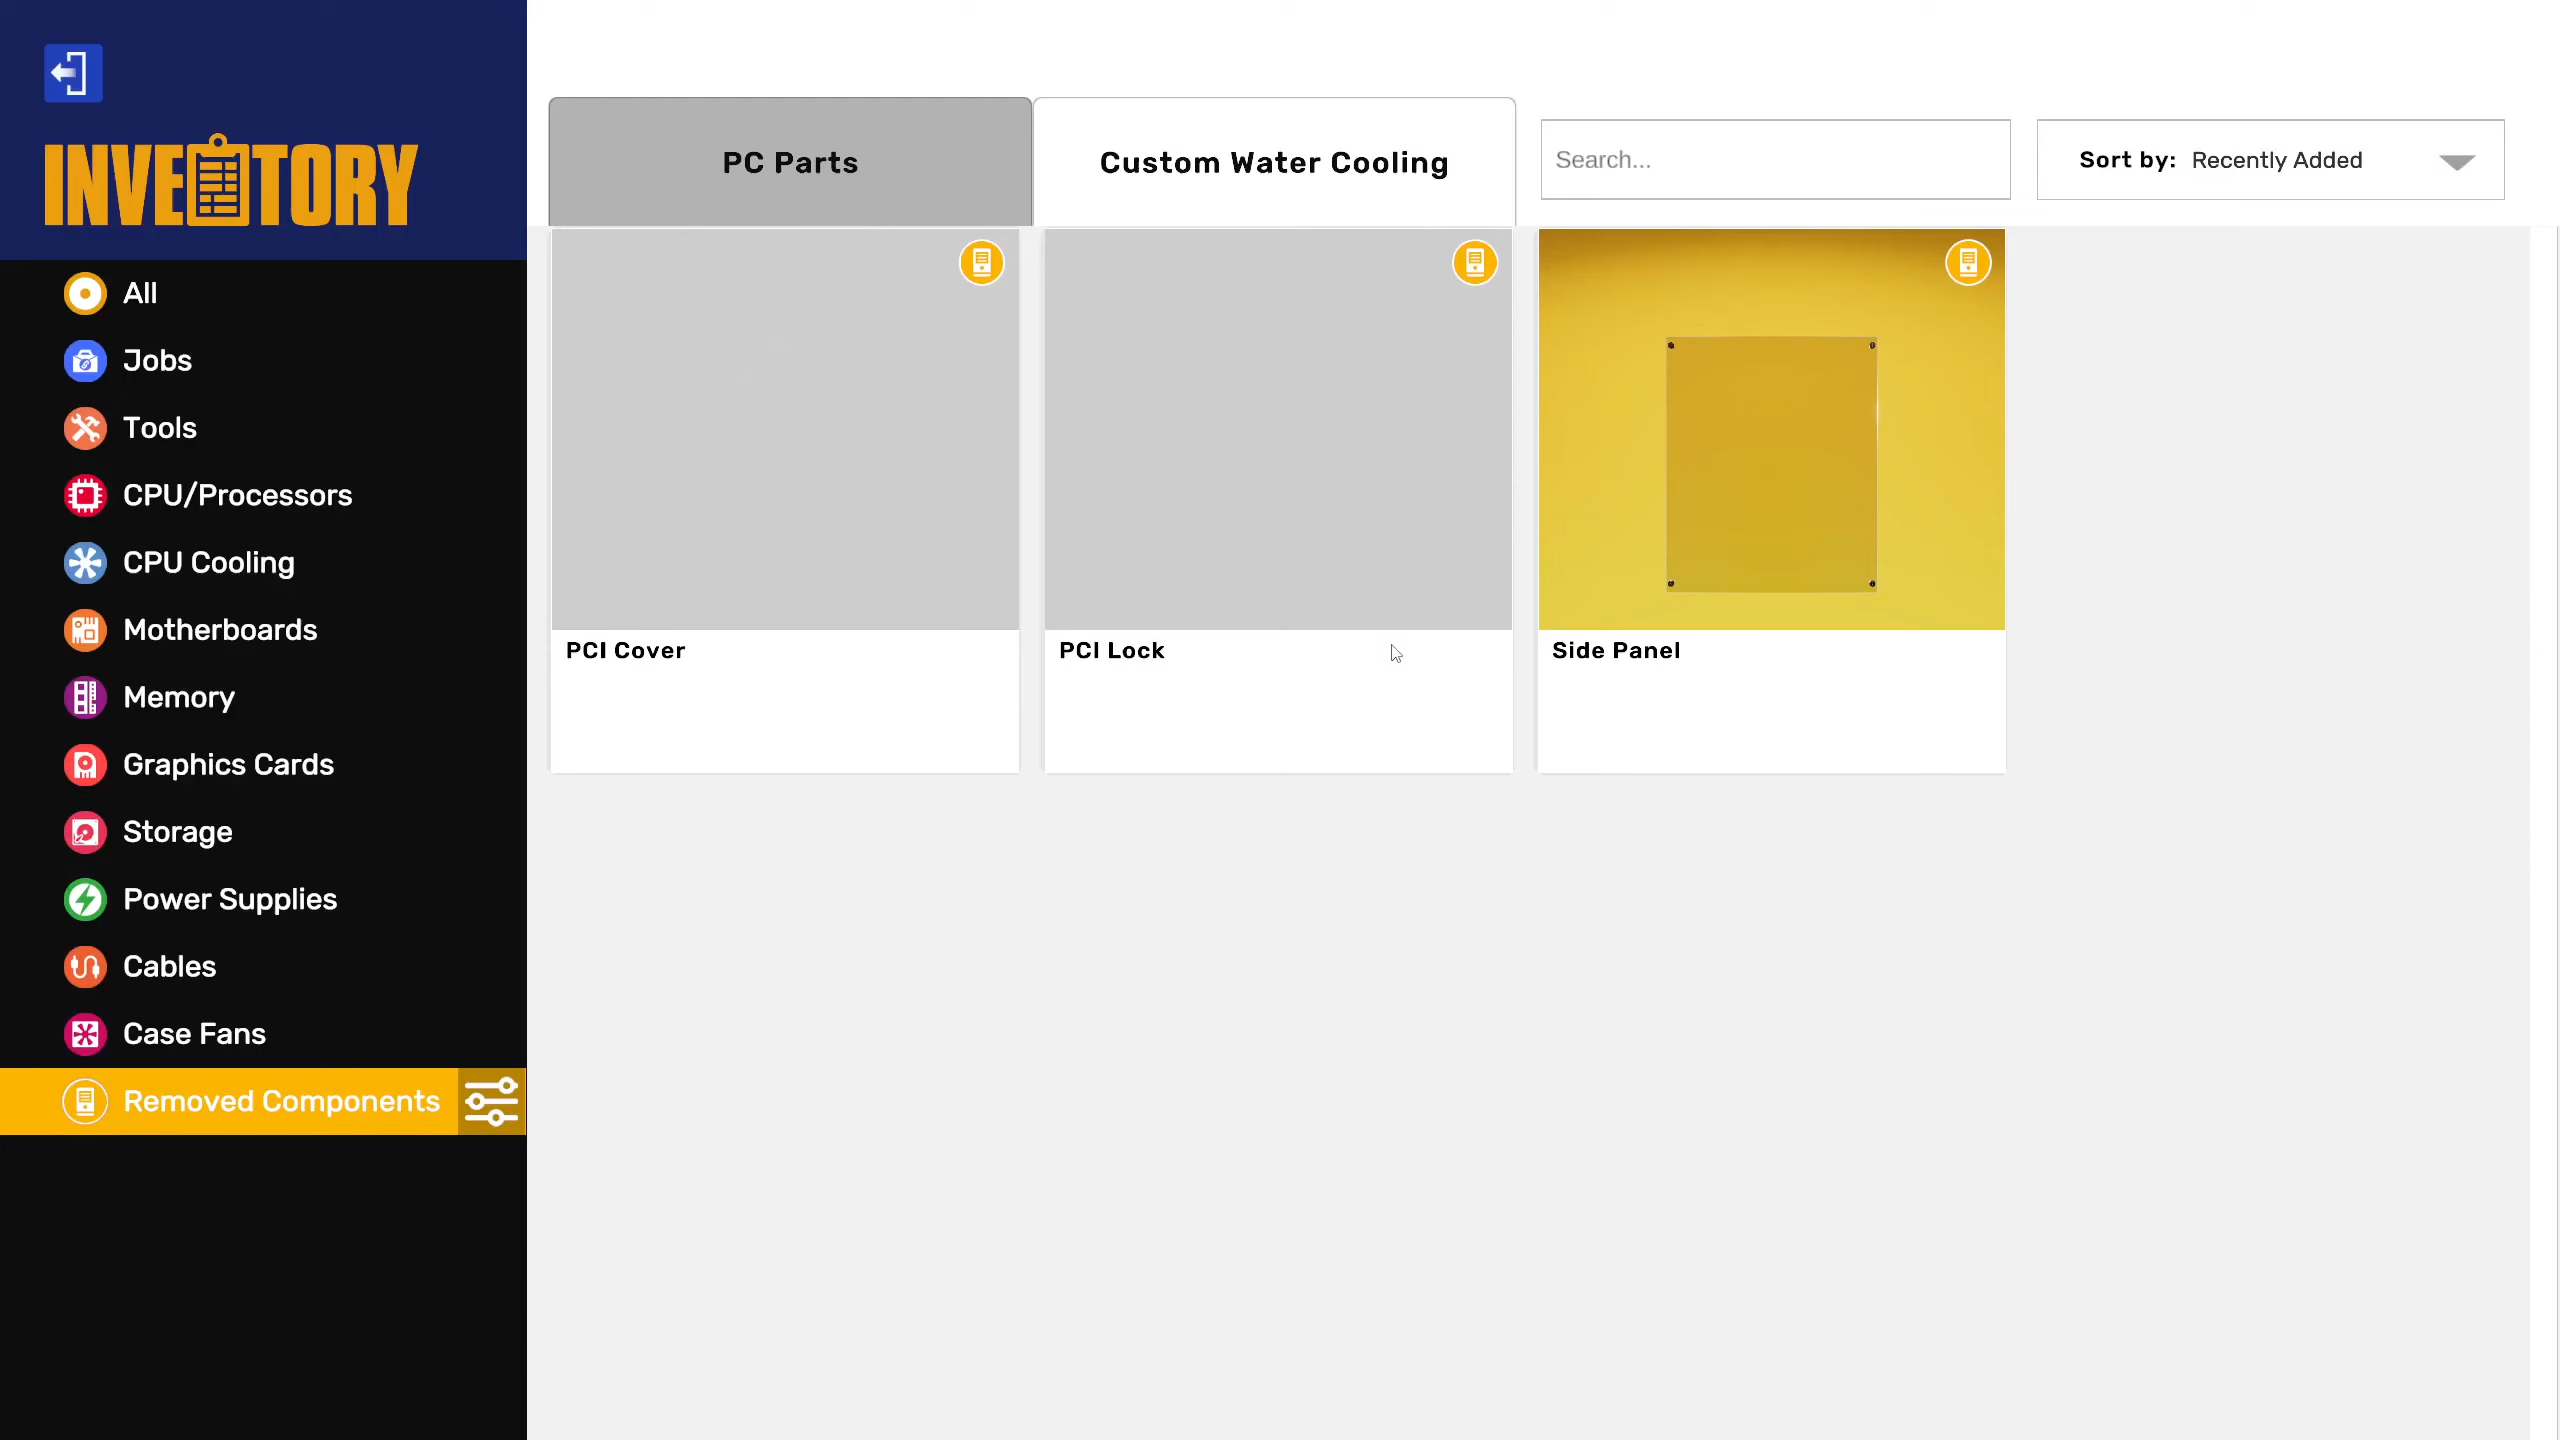 INVENTORY
All
Jobs
Tools
CPU/Processors
CPU Cooling
Motherboards
Memory
Graphics Cards
Storage
Power Supplies
Cables
Case Fans
Removed Components
PC Parts
Custom Water Cooling
Search...
Sort by: Recently Added
PCI Cover
PCI Lock
Side Panel